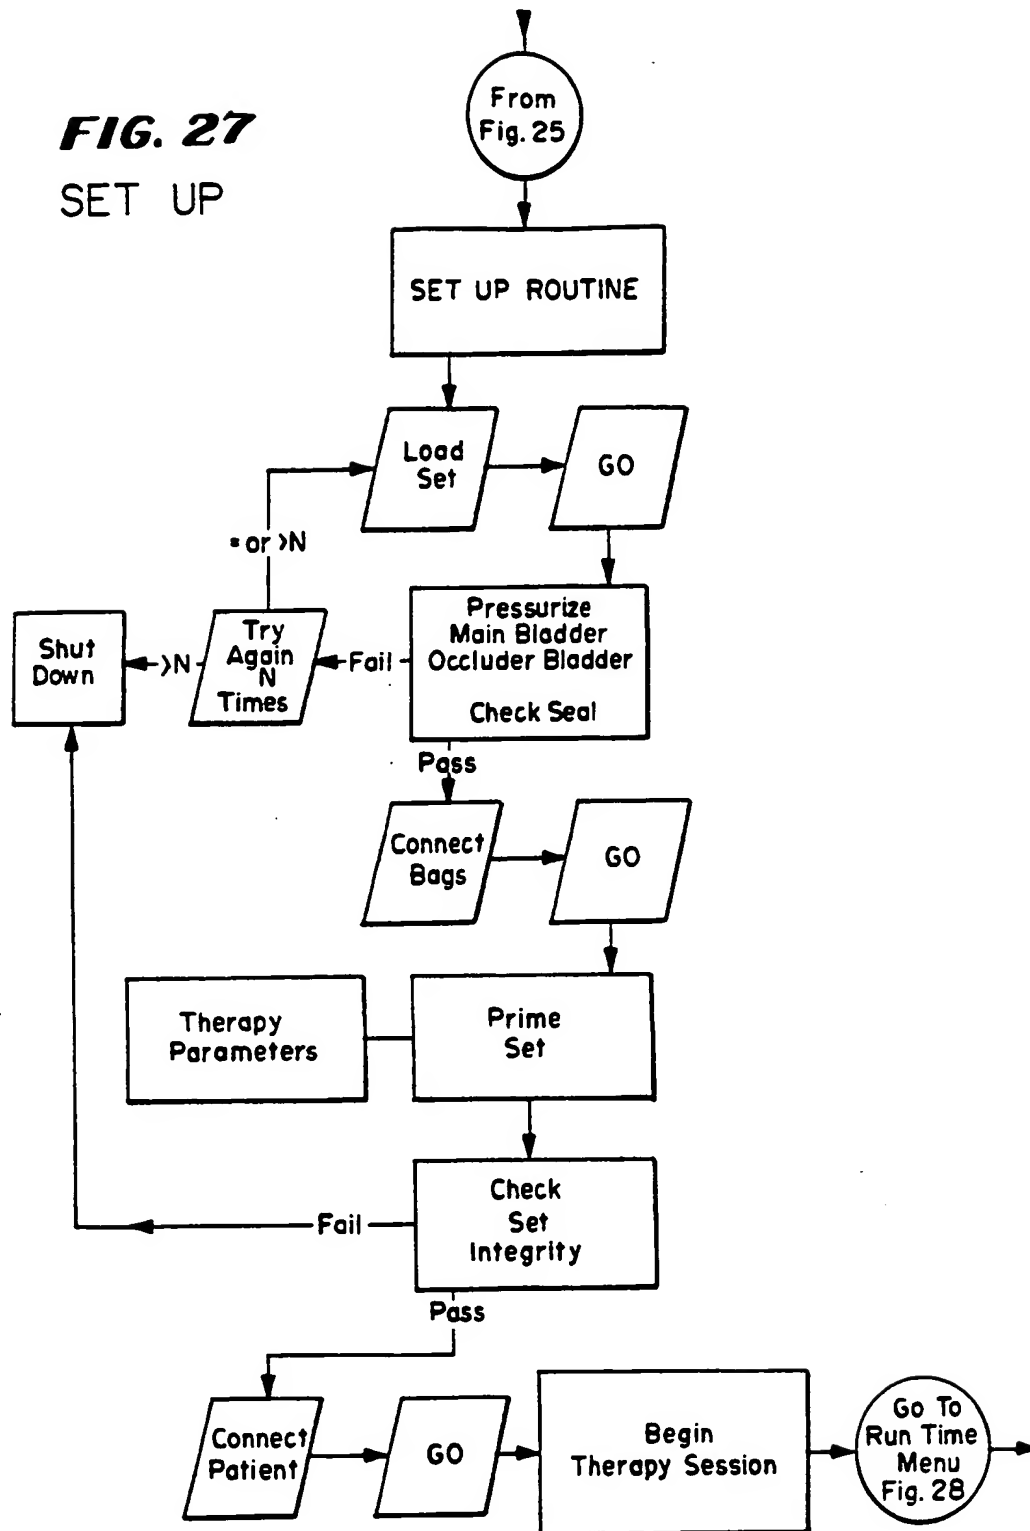 From
Fig. 25
FIG. 27
SET UP
SET UP ROUTINE
Load
Set
GO
= or >N
Pressurize
Main Bladder
Occluder Bladder
Check Seal
Fail
Try
Again
N
Times
>N
Shut
Down
Pass
Connect
Bags
GO
Therapy
Parameters
Prime
Set
Check
Set
Integrity
Fail
Pass
Connect
Patient
GO
Begin
Therapy Session
Go To
Run Time
Menu
Fig. 28